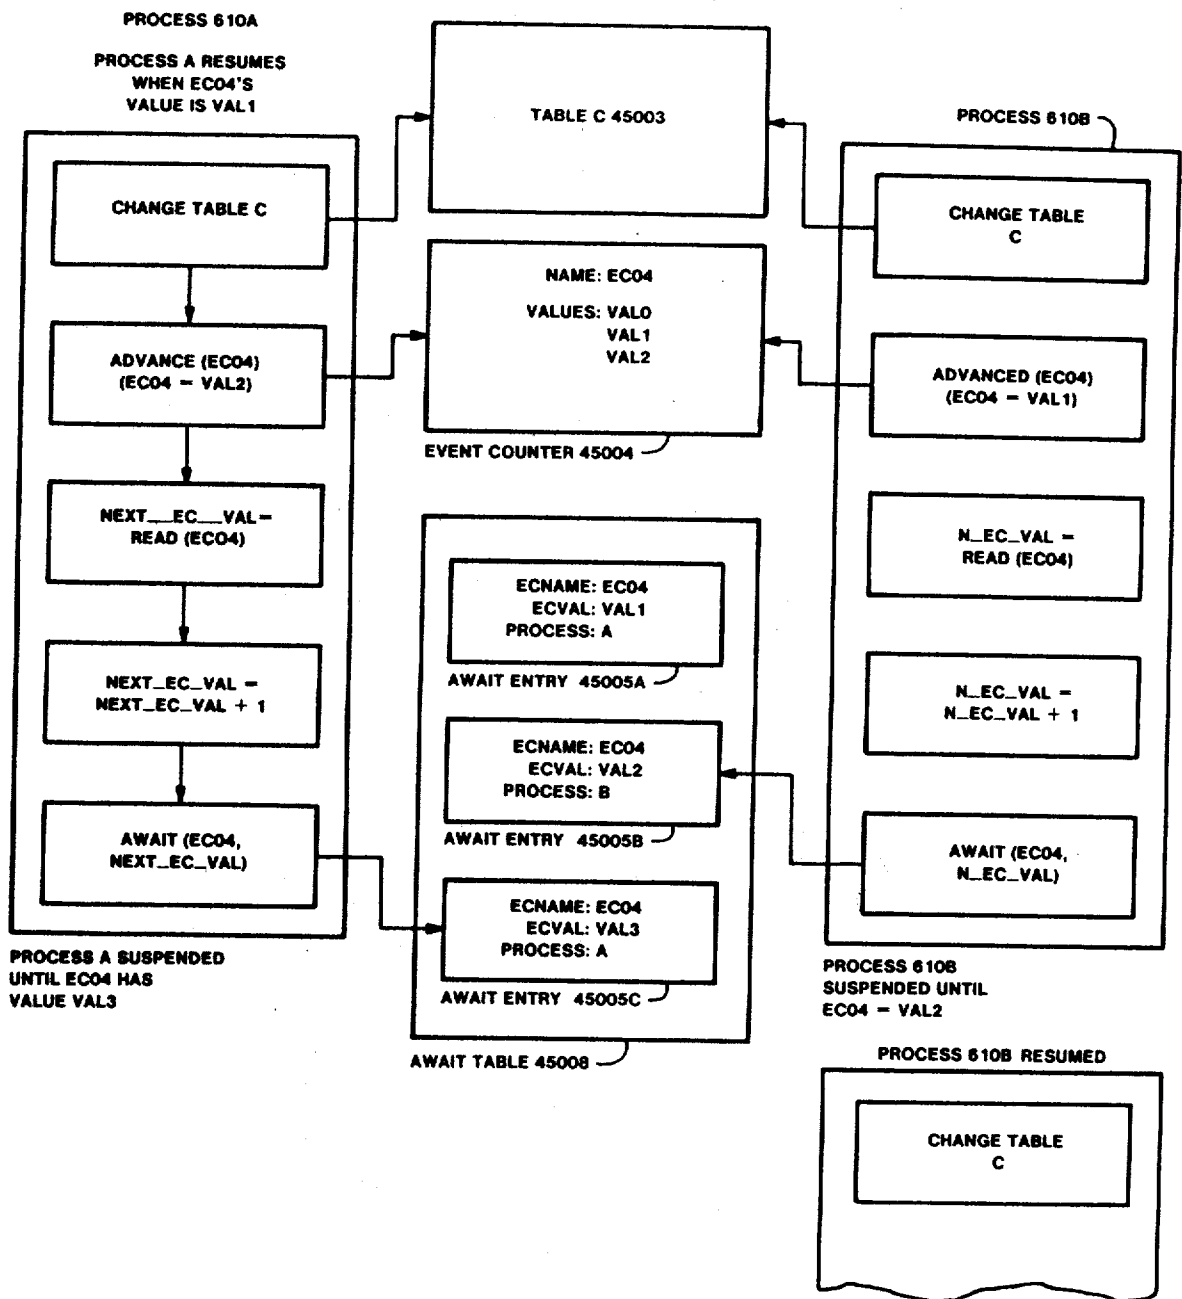 PROCESS 610A
PROCESS A RESUMES
WHEN EC04'S
VALUE IS VAL1
CHANGE TABLE C
ADVANCE (EC04)
(EC04 = VAL2)
NEXT__EC__VAL =
READ (EC04)
NEXT_EC_VAL =
NEXT_EC_VAL + 1
AWAIT (EC04,
NEXT_EC_VAL)
PROCESS A SUSPENDED
UNTIL EC04 HAS
VALUE VAL3
TABLE C 45003
NAME: EC04
VALUES: VAL0
VAL1
VAL2
EVENT COUNTER 45004
ECNAME: EC04
ECVAL: VAL1
PROCESS: A
AWAIT ENTRY 45005A
ECNAME: EC04
ECVAL: VAL2
PROCESS: B
AWAIT ENTRY 45005B
ECNAME: EC04
ECVAL: VAL3
PROCESS: A
AWAIT ENTRY 45005C
AWAIT TABLE 45008
PROCESS 610B
CHANGE TABLE
C
ADVANCED (EC04)
(EC04 = VAL1)
N_EC_VAL =
READ (EC04)
N_EC_VAL =
N_EC_VAL + 1
AWAIT (EC04,
N_EC_VAL)
PROCESS 610B
SUSPENDED UNTIL
EC04 = VAL2
PROCESS 610B RESUMED
CHANGE TABLE
C